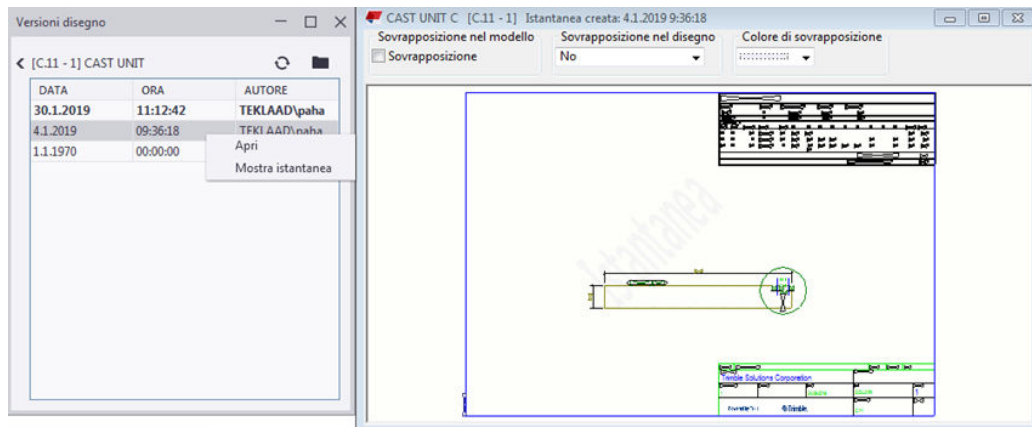 Versioni disegno
[C.11 - 1] CAST UNIT
DATA ORA AUTORE
30.1.2019 11:12:42 TEKLAAD\paha
4.1.2019 09:36:18 TEKLAAD\paha
1.1.1970 00:00:00
Apri
Mostra istantanea
CAST UNIT C [C.11 - 1] Istantanea creata: 4.1.2019 9:36:18
Sovrapposizione nel modello Sovrapposizione nel disegno Colore di sovrapposizione
Sovrapposizione No
Istantanea
Trimble Solutions Corporation
Trimble.